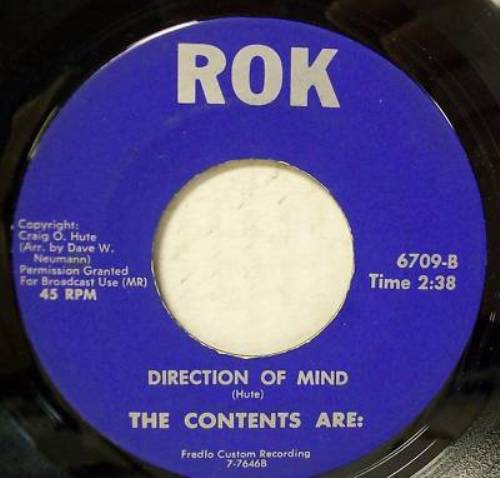 ROK
Copyright:
Craig O. Hute
(Arr. by Dave W.
Neumann)
Permission Granted
For Broadcast Use (MR)
45 RPM
6709-B
Time 2:38
DIRECTION OF MIND
(Hute)
THE CONTENTS ARE:
Fredlo Custom Recording
7-7646B